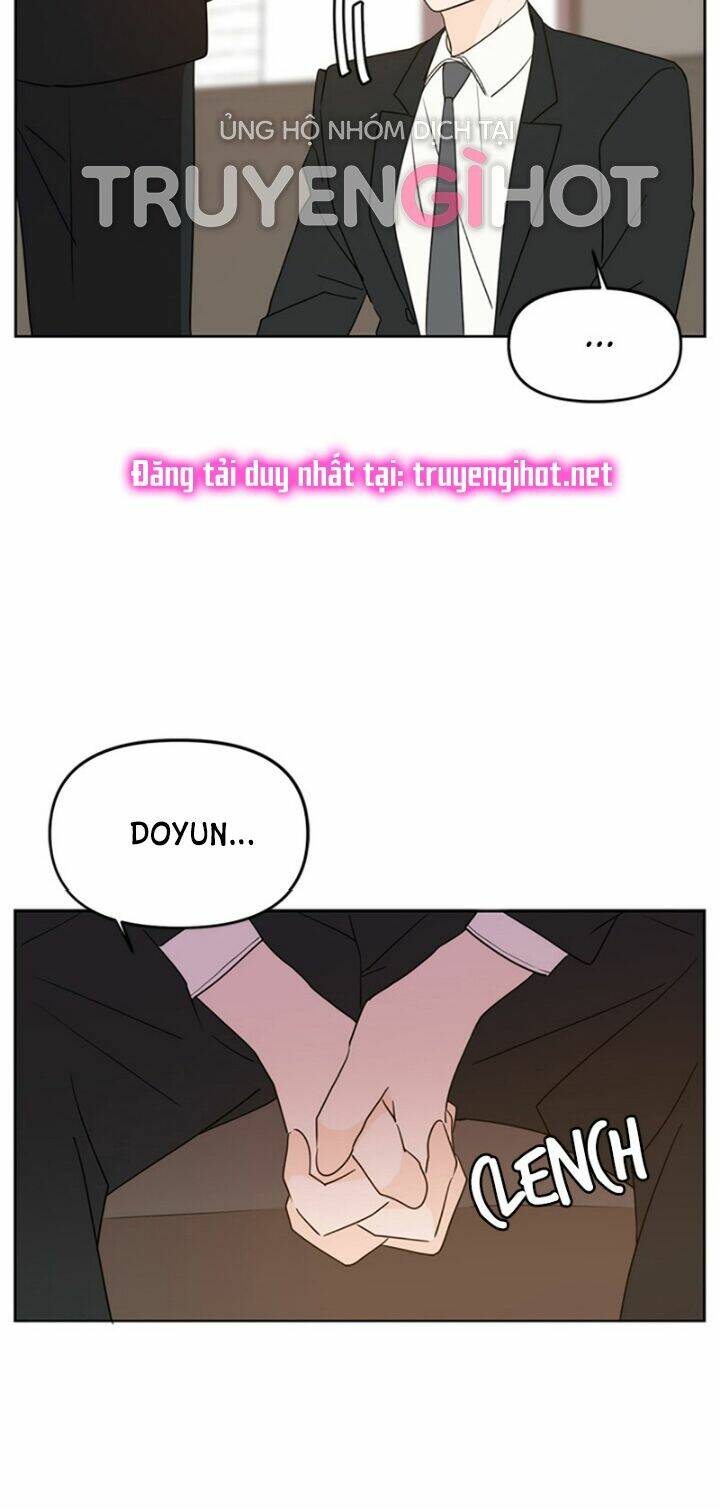 ỦNG HỘ NHÓM DỊCH TẠI
TRUYENGIHOT
...
Đăng tải duy nhất tại: truyengihot.net
DOYUN...
CLENCH